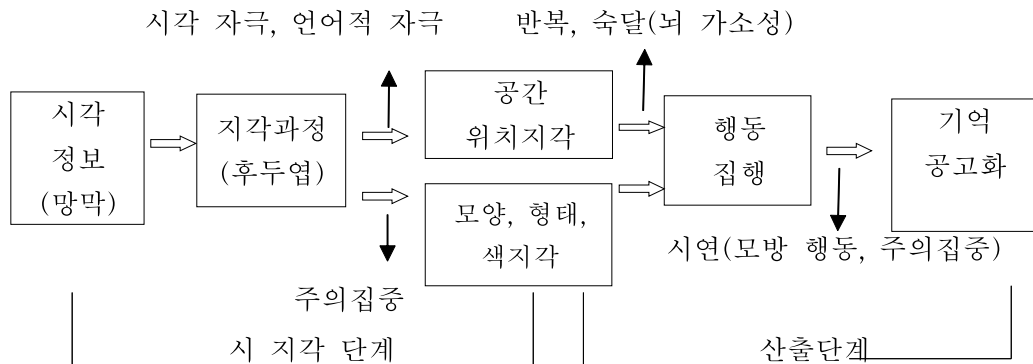 시각 자극, 언어적 자극
반복, 숙달(뇌 가소성)
시각
정보
(망막)
지각과정
(후두엽)
공간
위치지각
모양, 형태,
색지각
행동
집행
기억
공고화
시연(모방 행동, 주의집중)
주의집중
시 지각 단계
산출단계